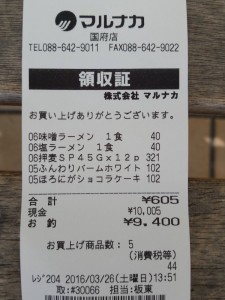 マルナカ
国府店
TEL088-642-9011 FAX088-642-9022
領収証
株式会社 マルナカ
お買い上げありがとうございます。
06味噌ラーメン 1食 40
06塩ラーメン 1食 40
06押麦SP45G×12p 321
05ふんわりバームホワイト 102
05ほろにがショコラケーキ 102
合計 ¥605
現金 ¥10,005
お釣 ¥9,400
お買上商品数: 5
(消費税等)
44
レジ204 2016/03/26(土曜日)13:51
取:#30066 担当:板東